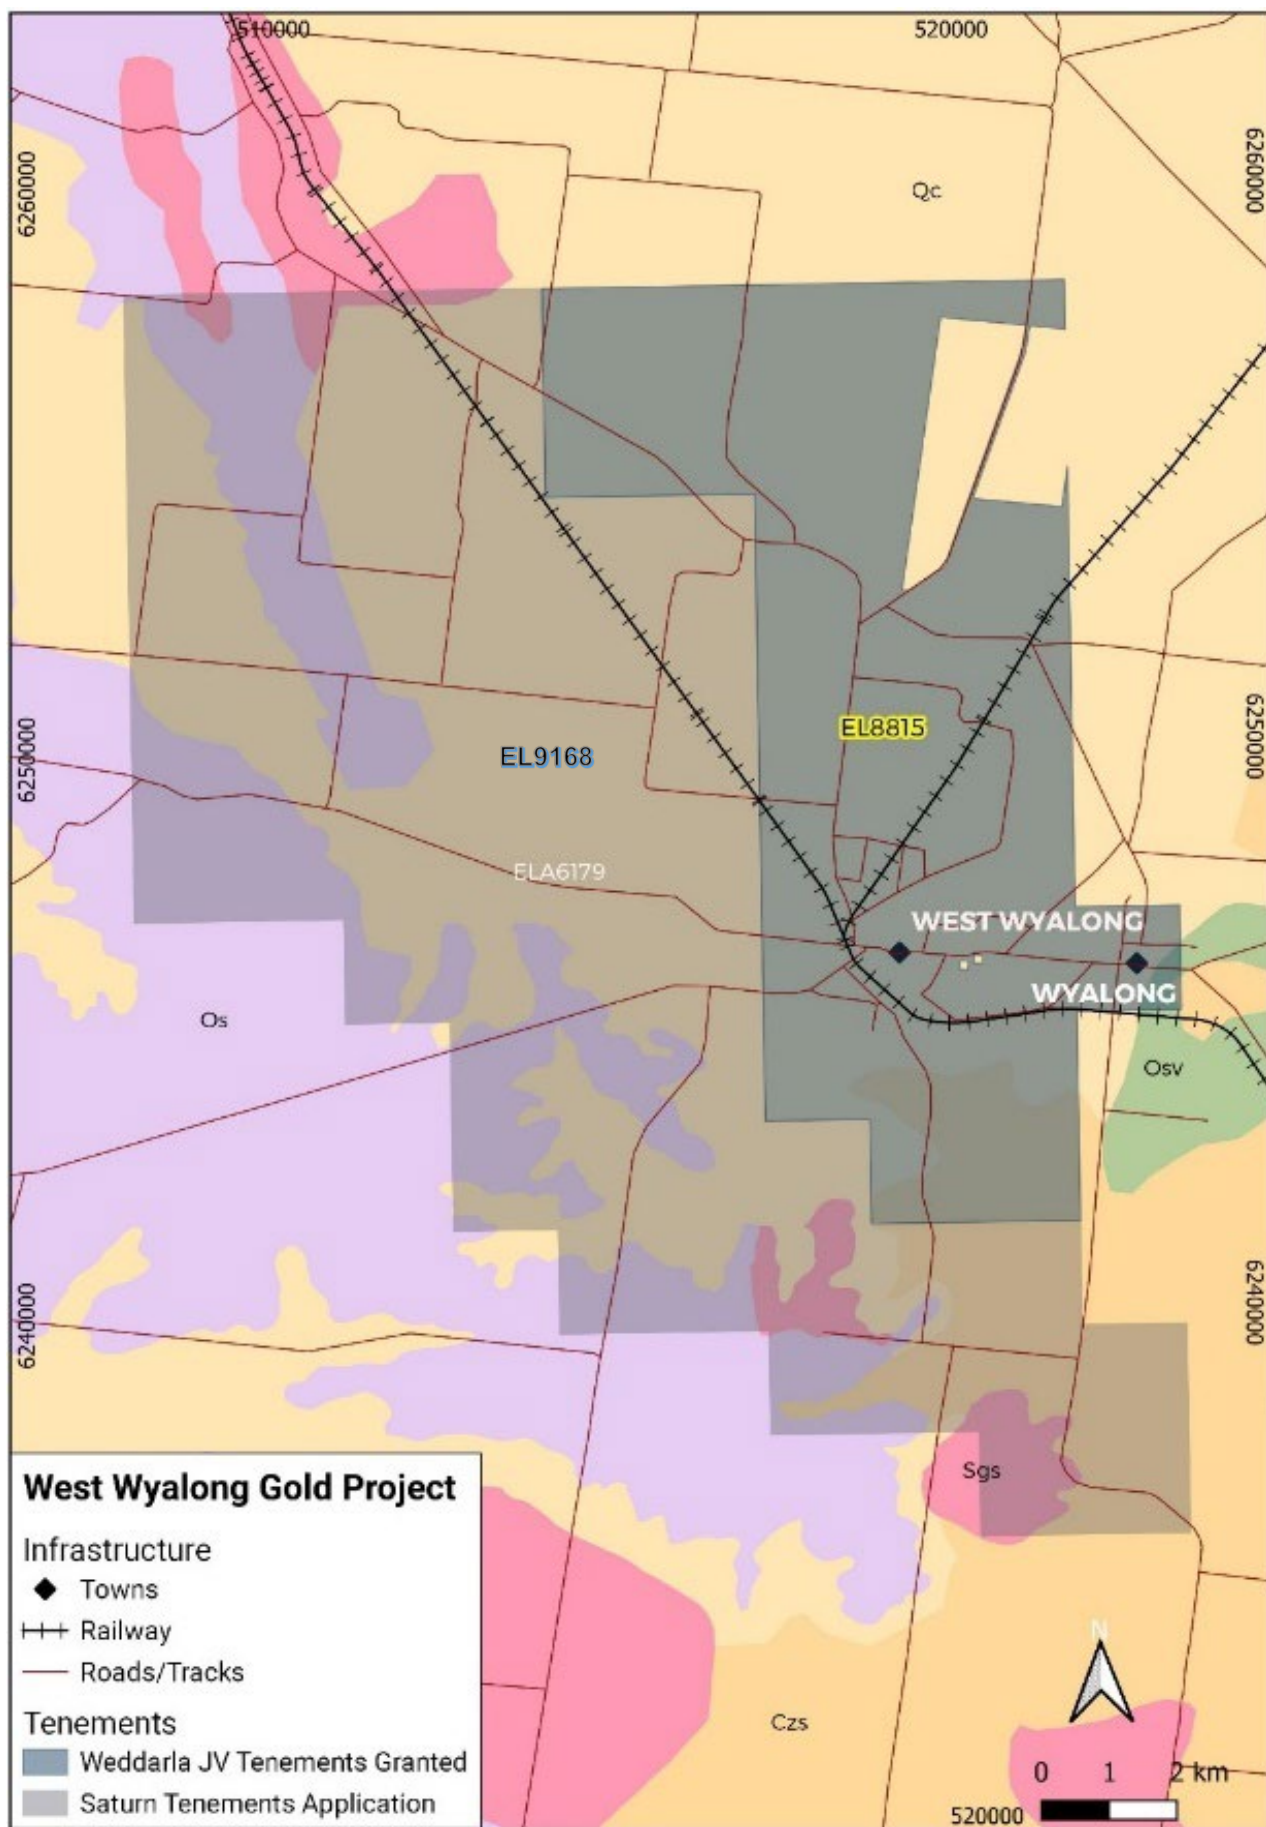 510000
520000
6260000
6260000
Qc
EL8815
6250000
6250000
EL9168
ELA6179
WEST WYALONG
WYALONG
Os
Osv
6240000
6240000
Sgs
West Wyalong Gold Project
Infrastructure
Towns
Railway
Roads/Tracks
Tenements
Weddarla JV Tenements Granted
Saturn Tenements Application
Czs
N
0 1 2 km
520000